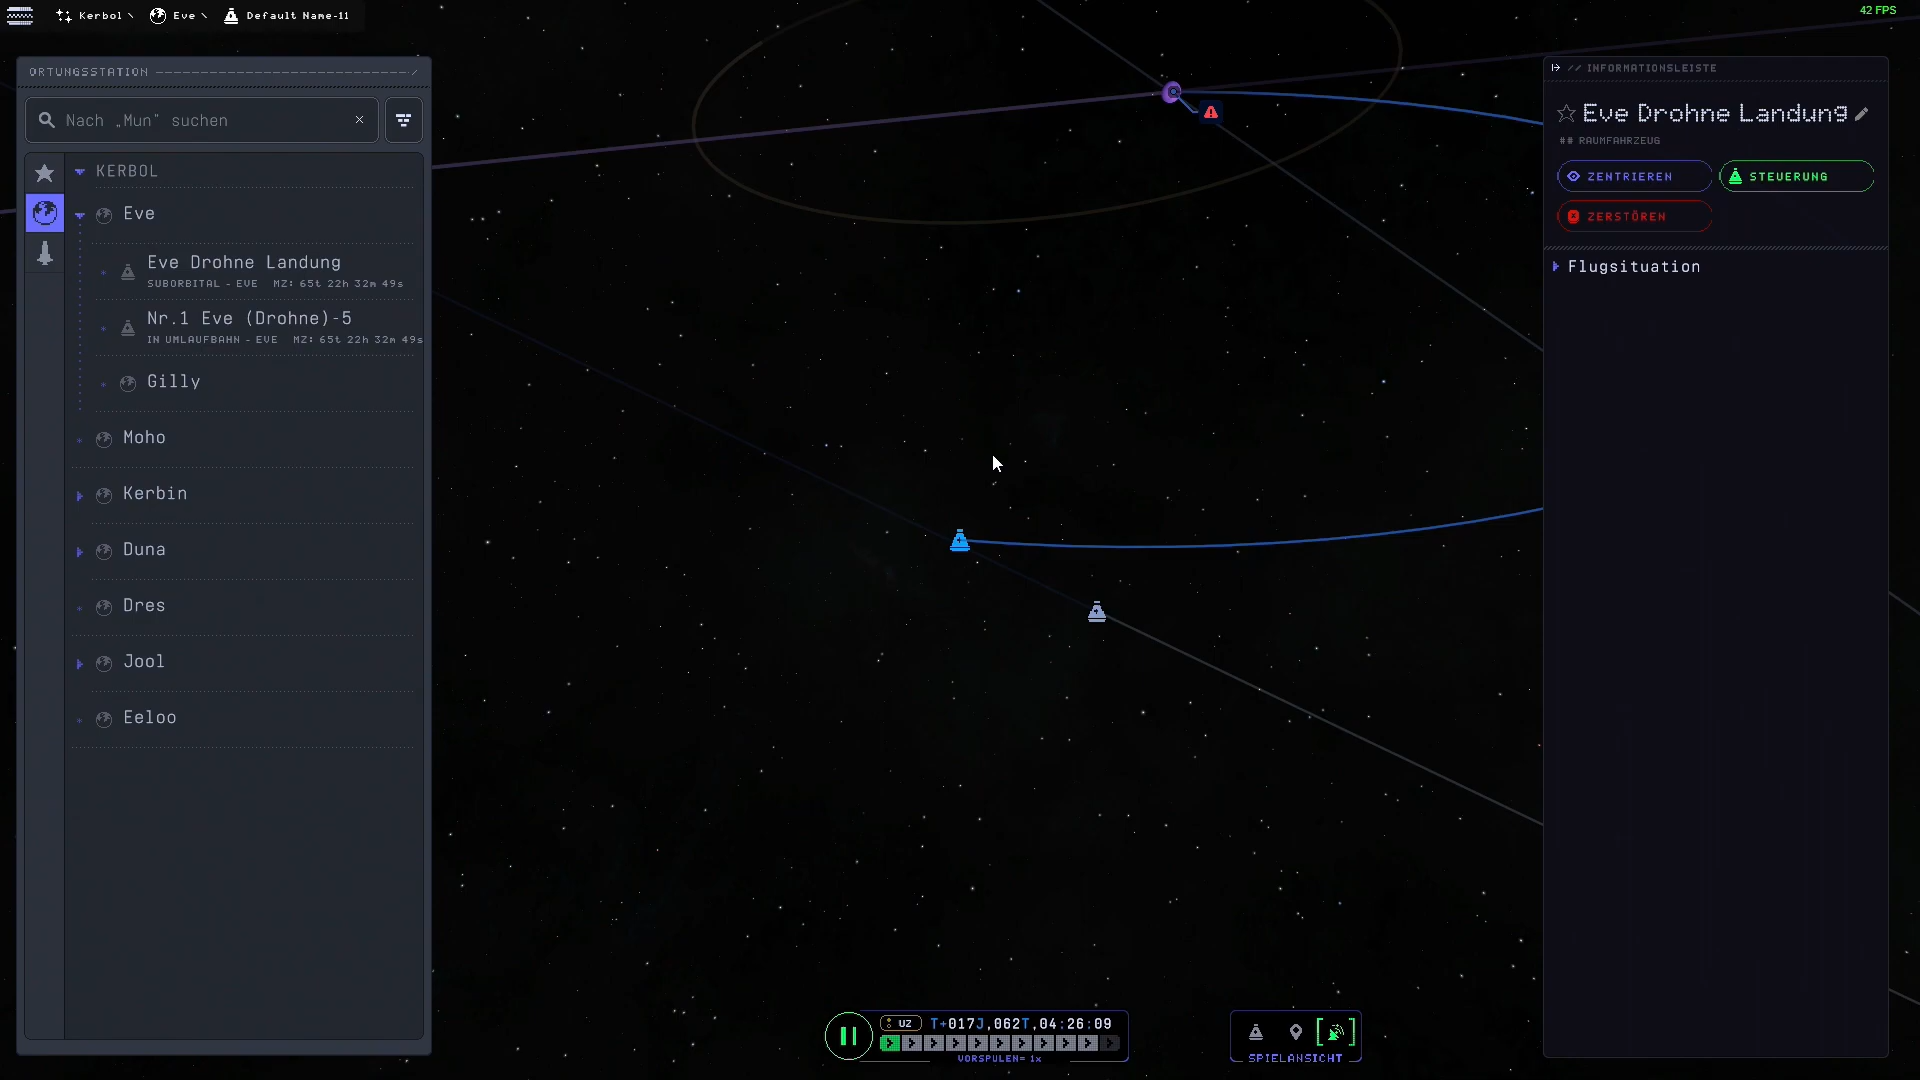 Kerbol \ Eve \ Default Name-11
42 FPS
ORTUNGSSTATION
Nach „Mun" suchen
KERBOL
Eve
Eve Drohne Landung
SUBORBITAL - EVE MZ: 65t 22h 32m 49s
Nr.1 Eve (Drohne)-5
IN UMLAUFBAHN - EVE MZ: 65t 22h 32m 49s
Gilly
Moho
Kerbin
Duna
Dres
Jool
Eeloo
// INFORMATIONSLEISTE
Eve Drohne Landung
## RAUMFAHRZEUG
ZENTRIEREN
STEUERUNG
ZERSTÖREN
Flugsituation
UZ T+017J,062T,04:26:09
VORSPULEN= 1x
SPIELANSICHT